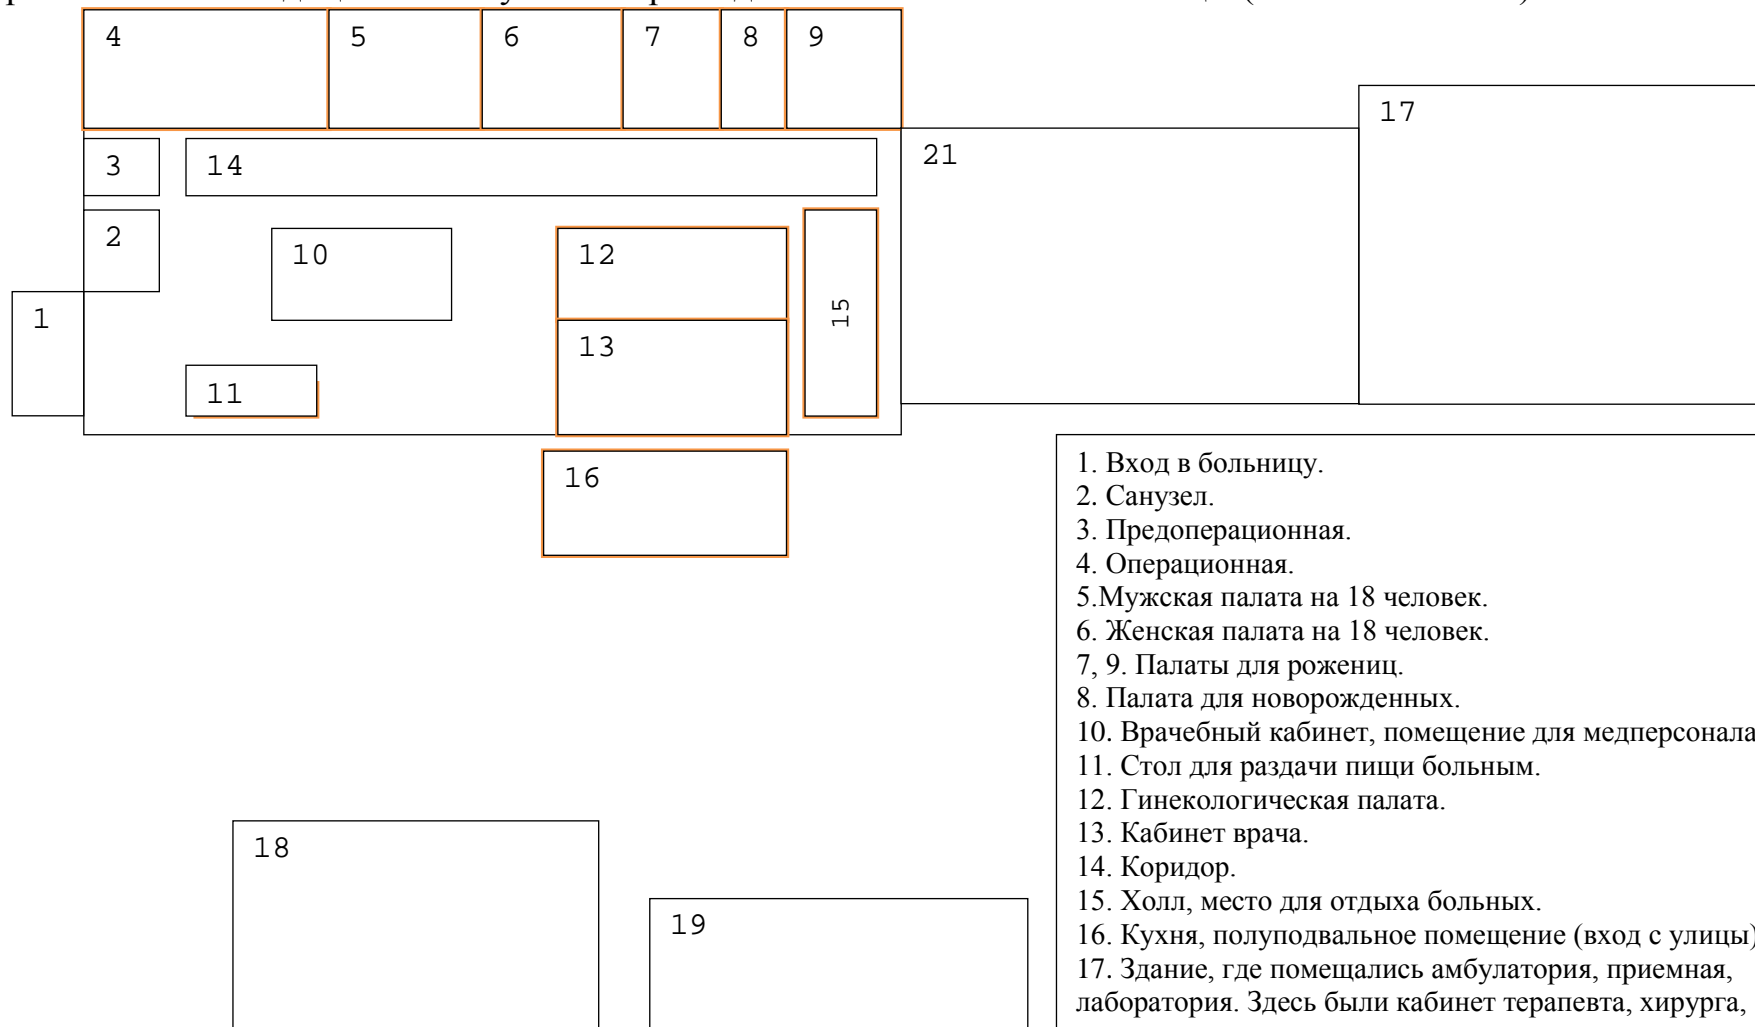 4 5 6 7 8 9
17
3 14 21
2
10 12
1 15
13
11
16
1. Вход в больницу.
2. Санузел.
3. Предоперационная.
4. Операционная.
5.Мужская палата на 18 человек.
6. Женская палата на 18 человек.
7, 9. Палаты для рожениц.
8. Палата для новорожденных.
10. Врачебный кабинет, помещение для медперсонала
11. Стол для раздачи пищи больным.
12. Гинекологическая палата.
13. Кабинет врача.
14. Коридор.
15. Холл, место для отдыха больных.
16. Кухня, полуподвальное помещение (вход с улицы)
17. Здание, где помещались амбулатория, приемная,
лаборатория. Здесь были кабинет терапевта, хирурга,
18
19